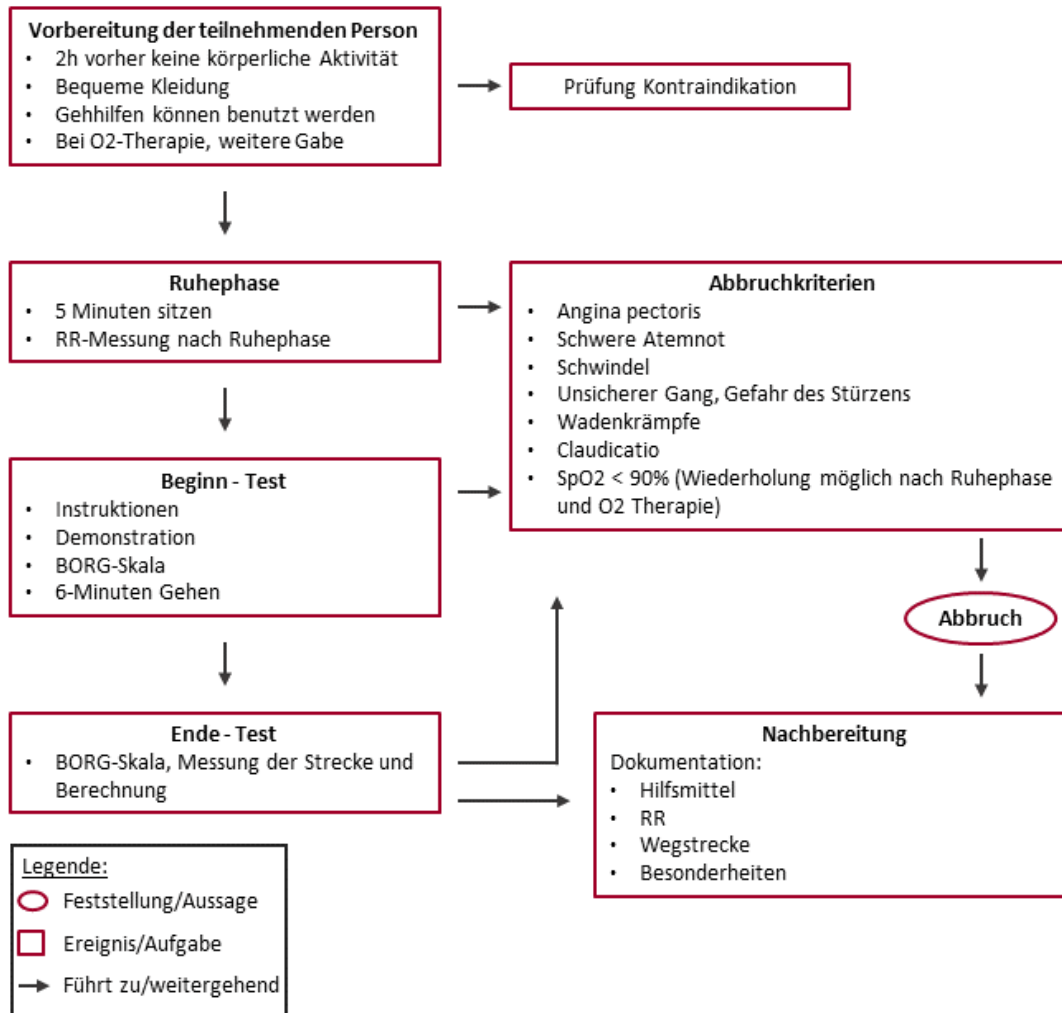 Vorbereitung der teilnehmenden Person
• 2h vorher keine körperliche Aktivität
• Bequeme Kleidung
• Gehhilfen können benutzt werden
• Bei O2-Therapie, weitere Gabe
Prüfung Kontraindikation
Ruhephase
• 5 Minuten sitzen
• RR-Messung nach Ruhephase
Abbruchkriterien
• Angina pectoris
• Schwere Atemnot
• Schwindel
• Unsicherer Gang, Gefahr des Stürzens
• Wadenkrämpfe
• Claudicatio
• SpO2 < 90% (Wiederholung möglich nach Ruhephase
und O2 Therapie)
Beginn - Test
• Instruktionen
• Demonstration
• BORG-Skala
• 6-Minuten Gehen
Abbruch
Ende - Test
• BORG-Skala, Messung der Strecke und
Berechnung
Nachbereitung
Dokumentation:
• Hilfsmittel
• RR
• Wegstrecke
• Besonderheiten
Legende:
Feststellung/Aussage
Ereignis/Aufgabe
Führt zu/weitergehend